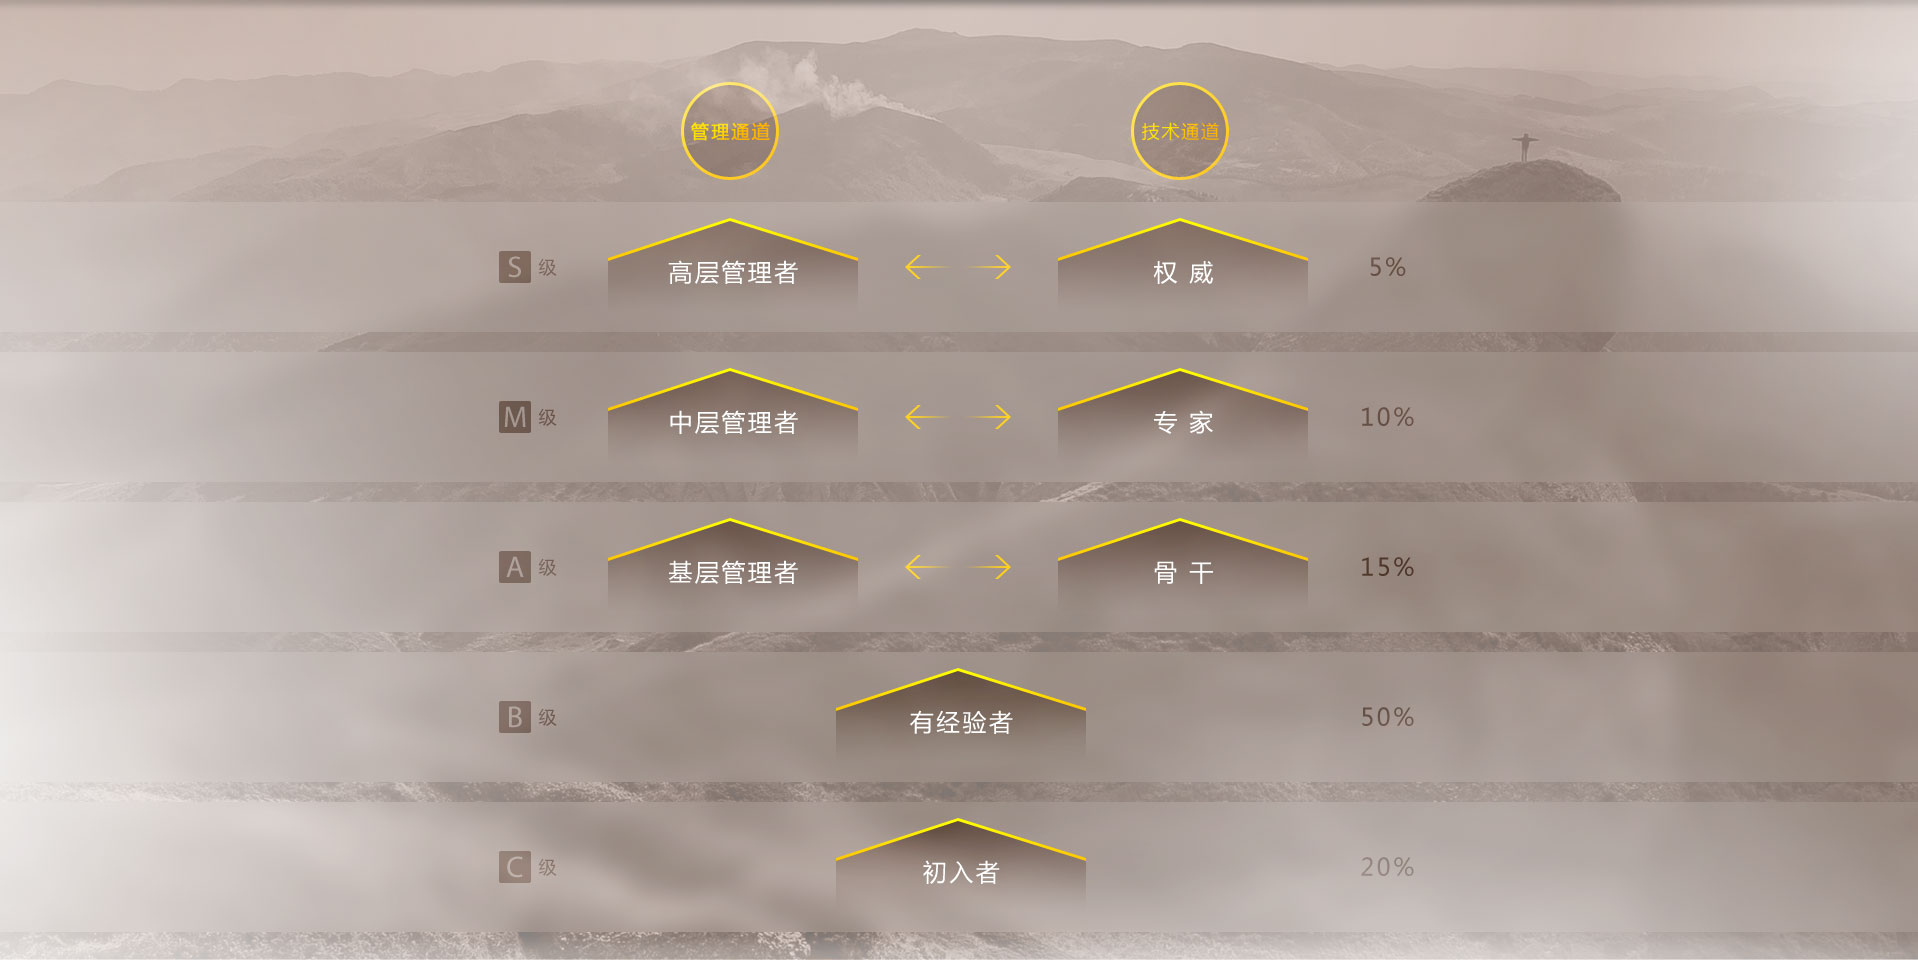 管理通道 技术通道
S 级 高层管理者 权 威 5%
M 级 中层管理者 专 家 10%
A 级 基层管理者 骨 干 15%
B 级 有经验者 50%
C 级 初入者 20%